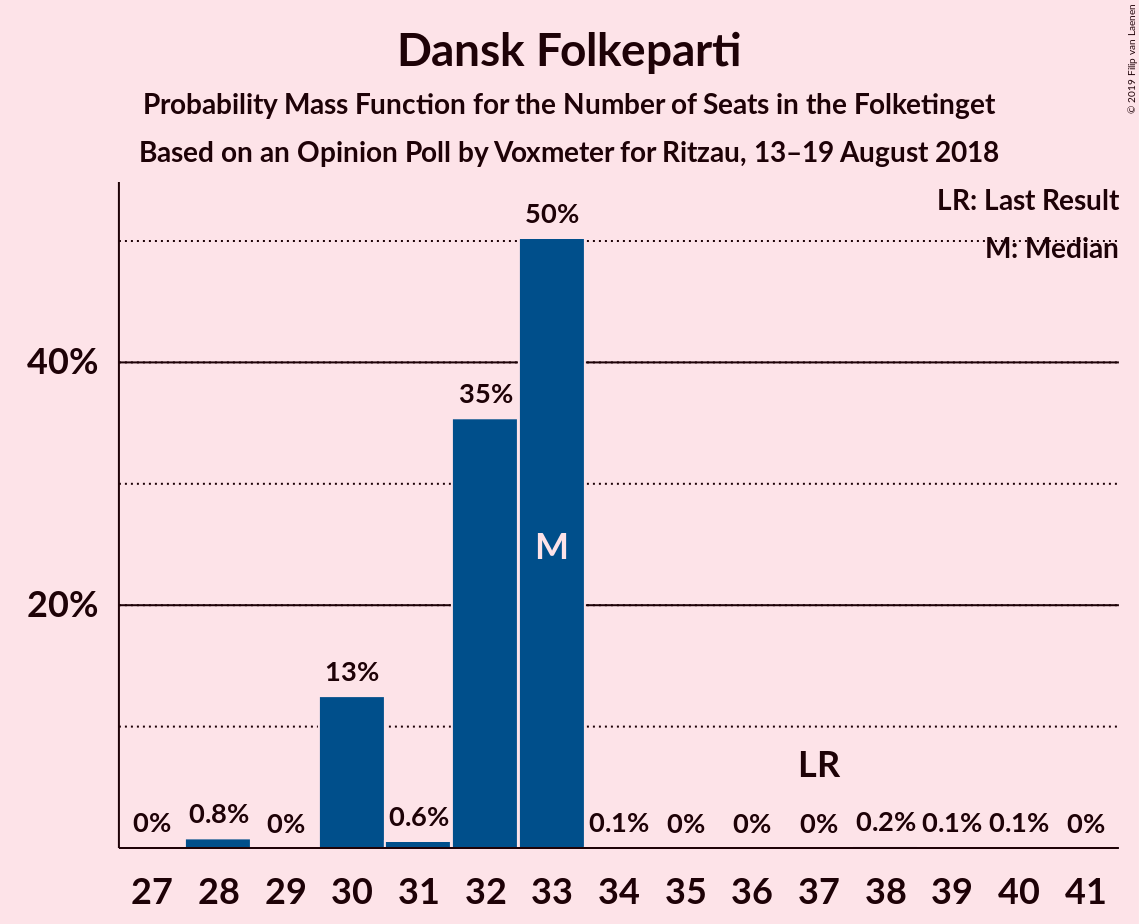 Dansk Folkeparti
Probability Mass Function for the Number of Seats in the Folketinget
Based on an Opinion Poll by Voxmeter for Ritzau, 13–19 August 2018
© 2019 Filip van Laenen
LR: Last Result
M: Median
50%
40%
35%
M
20%
13%
LR
0% 0.8% 0% 0.6% 0.1% 0% 0% 0% 0.2% 0.1% 0.1% 0%
27 28 29 30 31 32 33 34 35 36 37 38 39 40 41